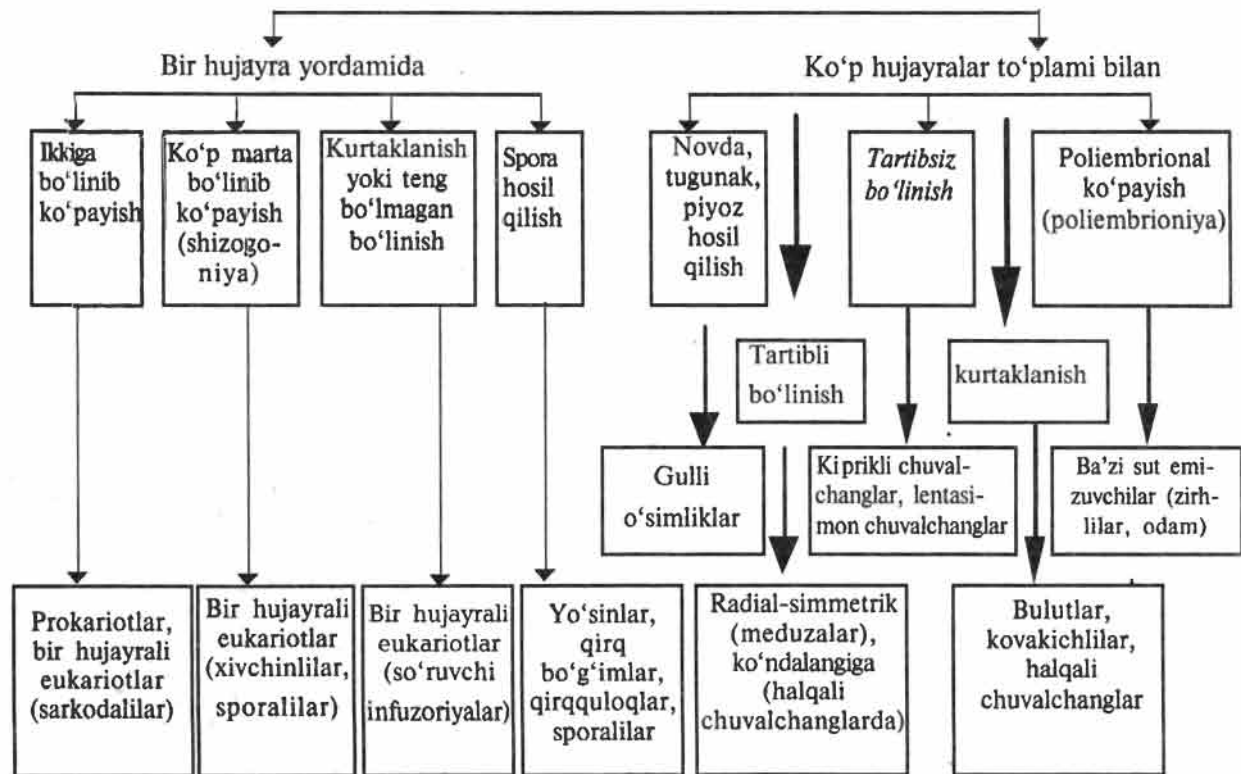 Bir hujayra yordamida
Ko‘p hujayralar to‘plami bilan
Ikkiga
bo‘linib
ko‘payish
Ko‘p marta
bo‘linib
ko‘payish
(shizogo-
niya)
Kurtaklanish
yoki teng
bo‘lmagan
bo‘linish
Spora
hosil
qilish
Novda,
tugunak,
piyoz
hosil
qilish
Tartibsiz
bo‘linish
Poliembrional
ko‘payish
(poliembrioniya)
Tartibli
bo‘linish
kurtaklanish
Gulli
o‘simliklar
Kiprikli chuval-
changlar, lentasi-
mon chuvalchanglar
Ba’zi sut emi-
zuvchilar (zirh-
lilar, odam)
Prokariotlar,
bir hujayrali
eukariotlar
(sarkodalilar)
Bir hujayrali
eukariotlar
(xivchinlilar,
sporalilar)
Bir hujayrali
eukariotlar
(so‘ruvchi
infuzoriyalar)
Yo‘sinlar,
qirq
bo‘g‘imlar,
qirqquloqlar,
sporalilar
Radial-simmetrik
(meduzalar),
ko‘ndalangiga
(halqali
chuvalchanglarda)
Bulutlar,
kovakichlilar,
halqali
chuvalchanglar